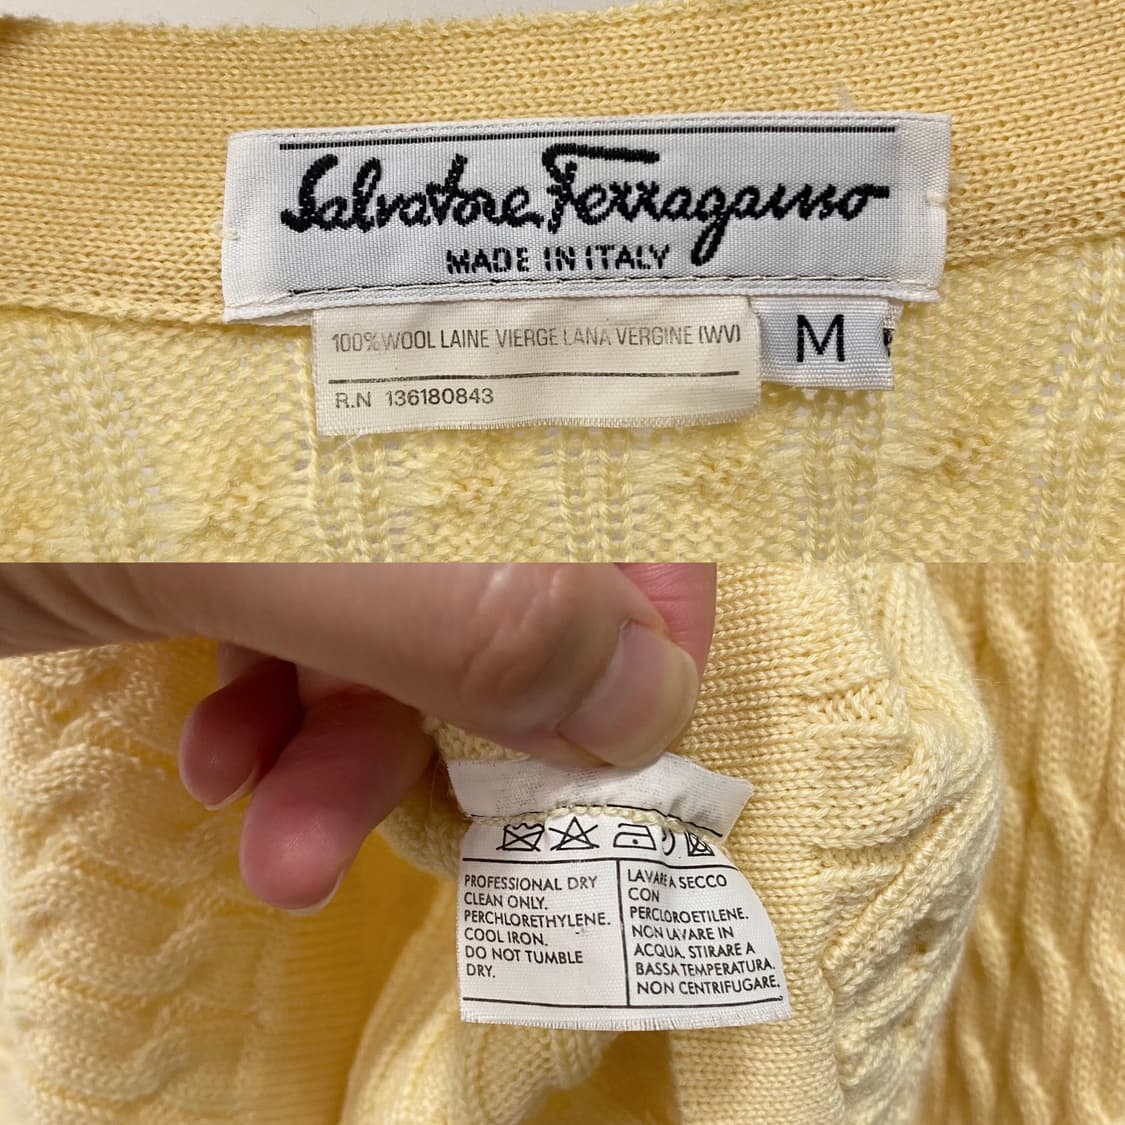 Salvatore Ferragamo
MADE IN ITALY
100% WOOL LAINE VIERGE LANA VERGINE (WV)
M
R.N 136180843
PROFESSIONAL DRY
CLEAN ONLY.
PERCHLORETHYLENE.
COOL IRON.
DO NOT TUMBLE
DRY.
LAVARE A SECCO
CON
PERCLOROETILENE.
NON LAVARE IN
ACQUA. STIRARE A
BASSA TEMPERATURA.
NON CENTRIFUGARE.